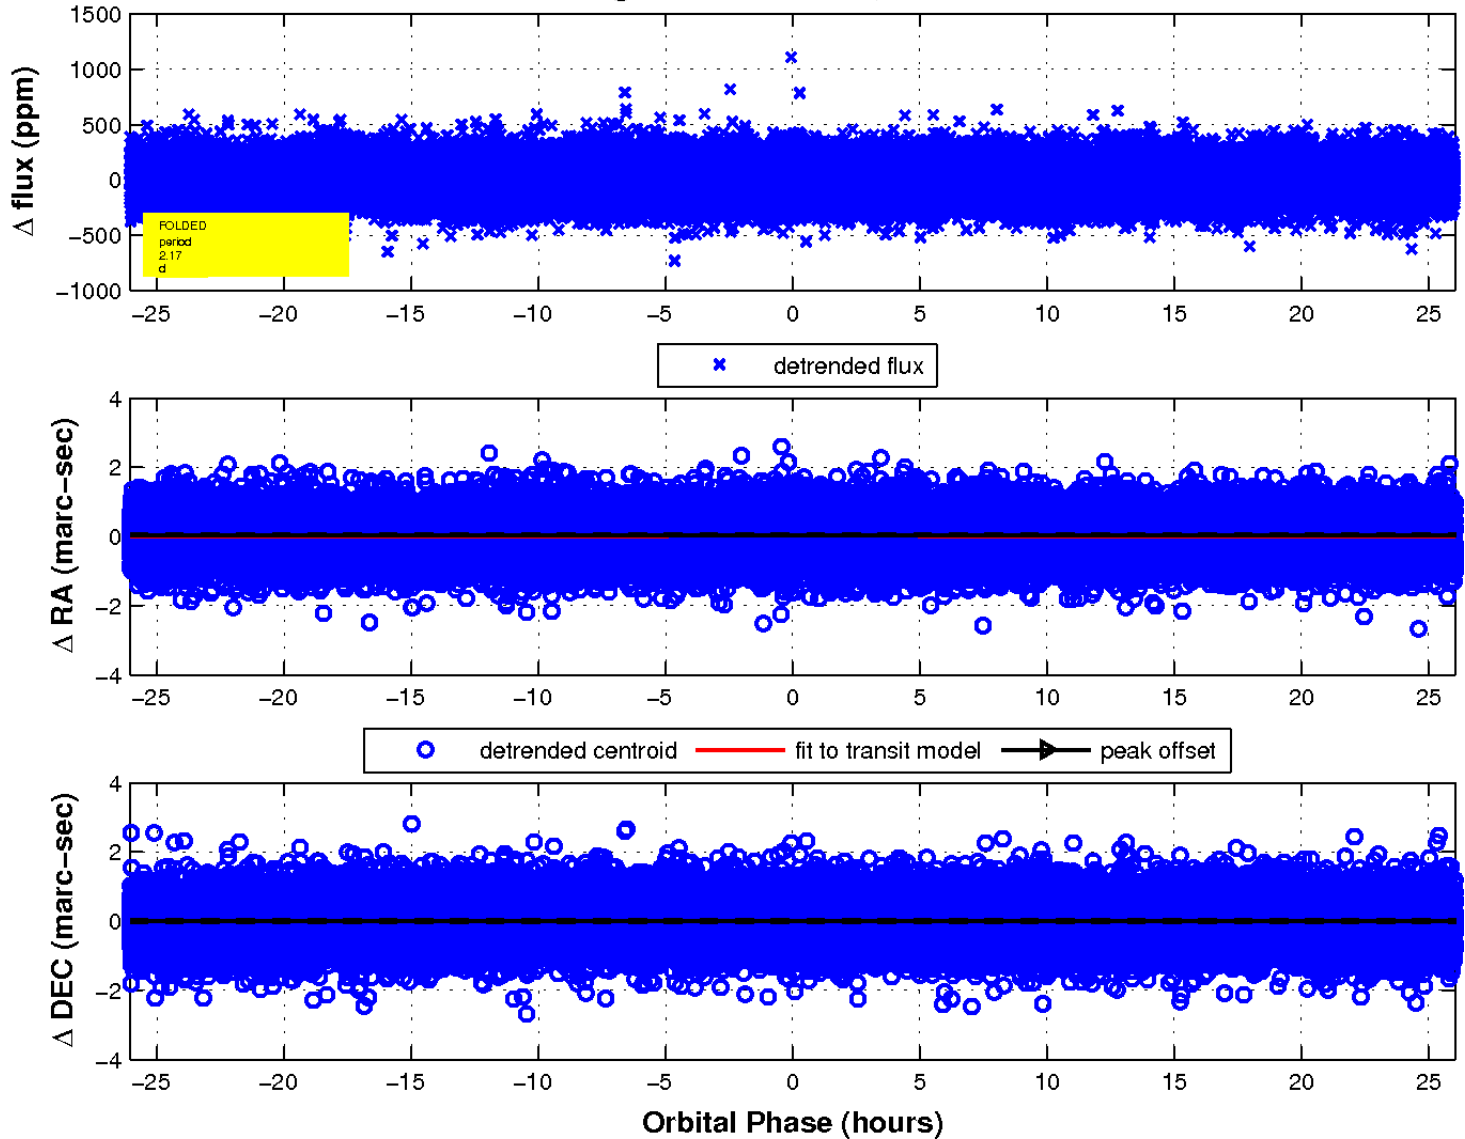 1500
1000
500
0
−500
−1000
Δ flux (ppm)
FOLDED
period
2.17
d
−25 −20 −15 −10 −5 0 5 10 15 20 25
detrended flux
4
2
0
−2
−4
Δ RA (marc−sec)
−25 −20 −15 −10 −5 0 5 10 15 20 25
detrended centroid fit to transit model peak offset
4
2
0
−2
−4
Δ DEC (marc−sec)
−25 −20 −15 −10 −5 0 5 10 15 20 25
Orbital Phase (hours)